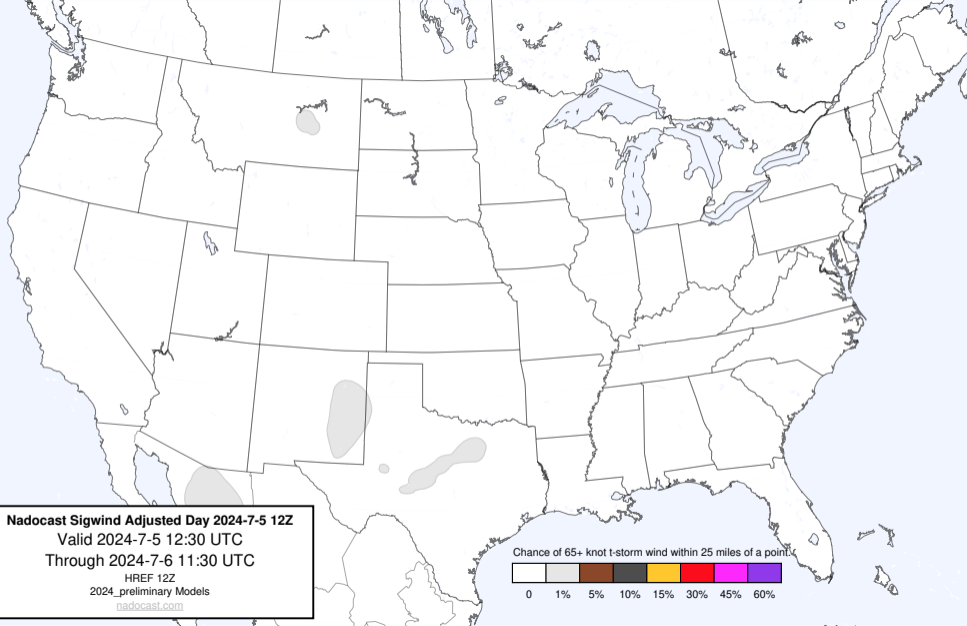 Nadocast Sigwind Adjusted Day 2024-7-5 12Z
Valid 2024-7-5 12:30 UTC
Through 2024-7-6 11:30 UTC
HREF 12Z
2024_preliminary Models
nadocast.com
Chance of 65+ knot t-storm wind within 25 miles of a point.
0 1% 5% 10% 15% 30% 45% 60%